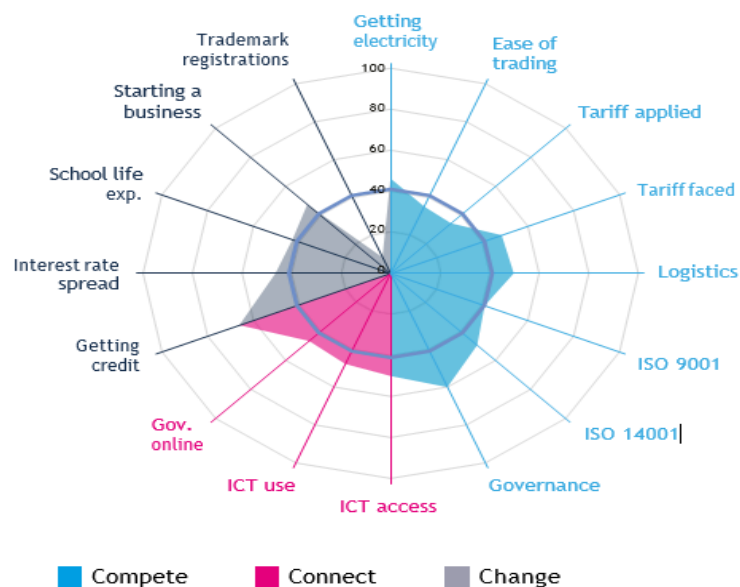 Getting
electricity
Ease of
trading
Tariff applied
Tariff faced
Logistics
ISO 9001
ISO 14001
Governance
ICT access
ICT use
Gov.
online
Getting
credit
Interest rate
spread
School life
exp.
Starting a
business
Trademark
registrations
100
80
60
40
20
0
Compete
Connect
Change